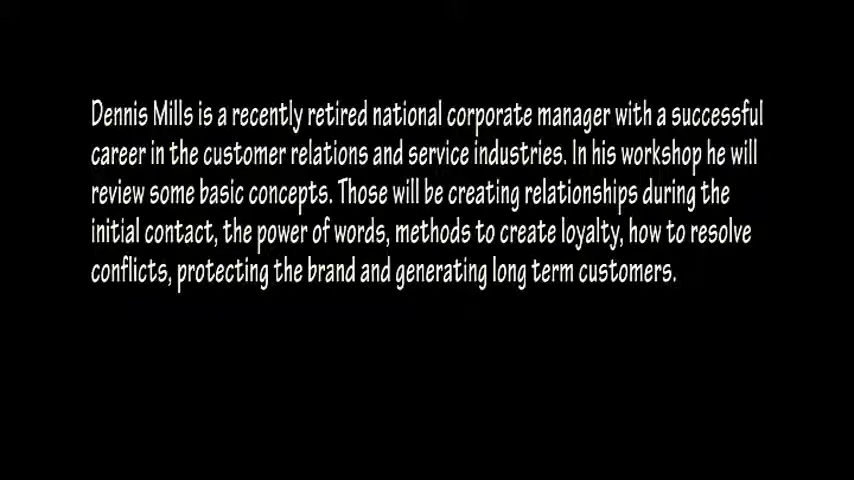 Dennis Mills is a recently retired national corporate manager with a successful
career in the customer relations and service industries. In his workshop he will
review some basic concepts. Those will be creating relationships during the
initial contact, the power of words, methods to create loyalty, how to resolve
conflicts, protecting the brand and generating long term customers.